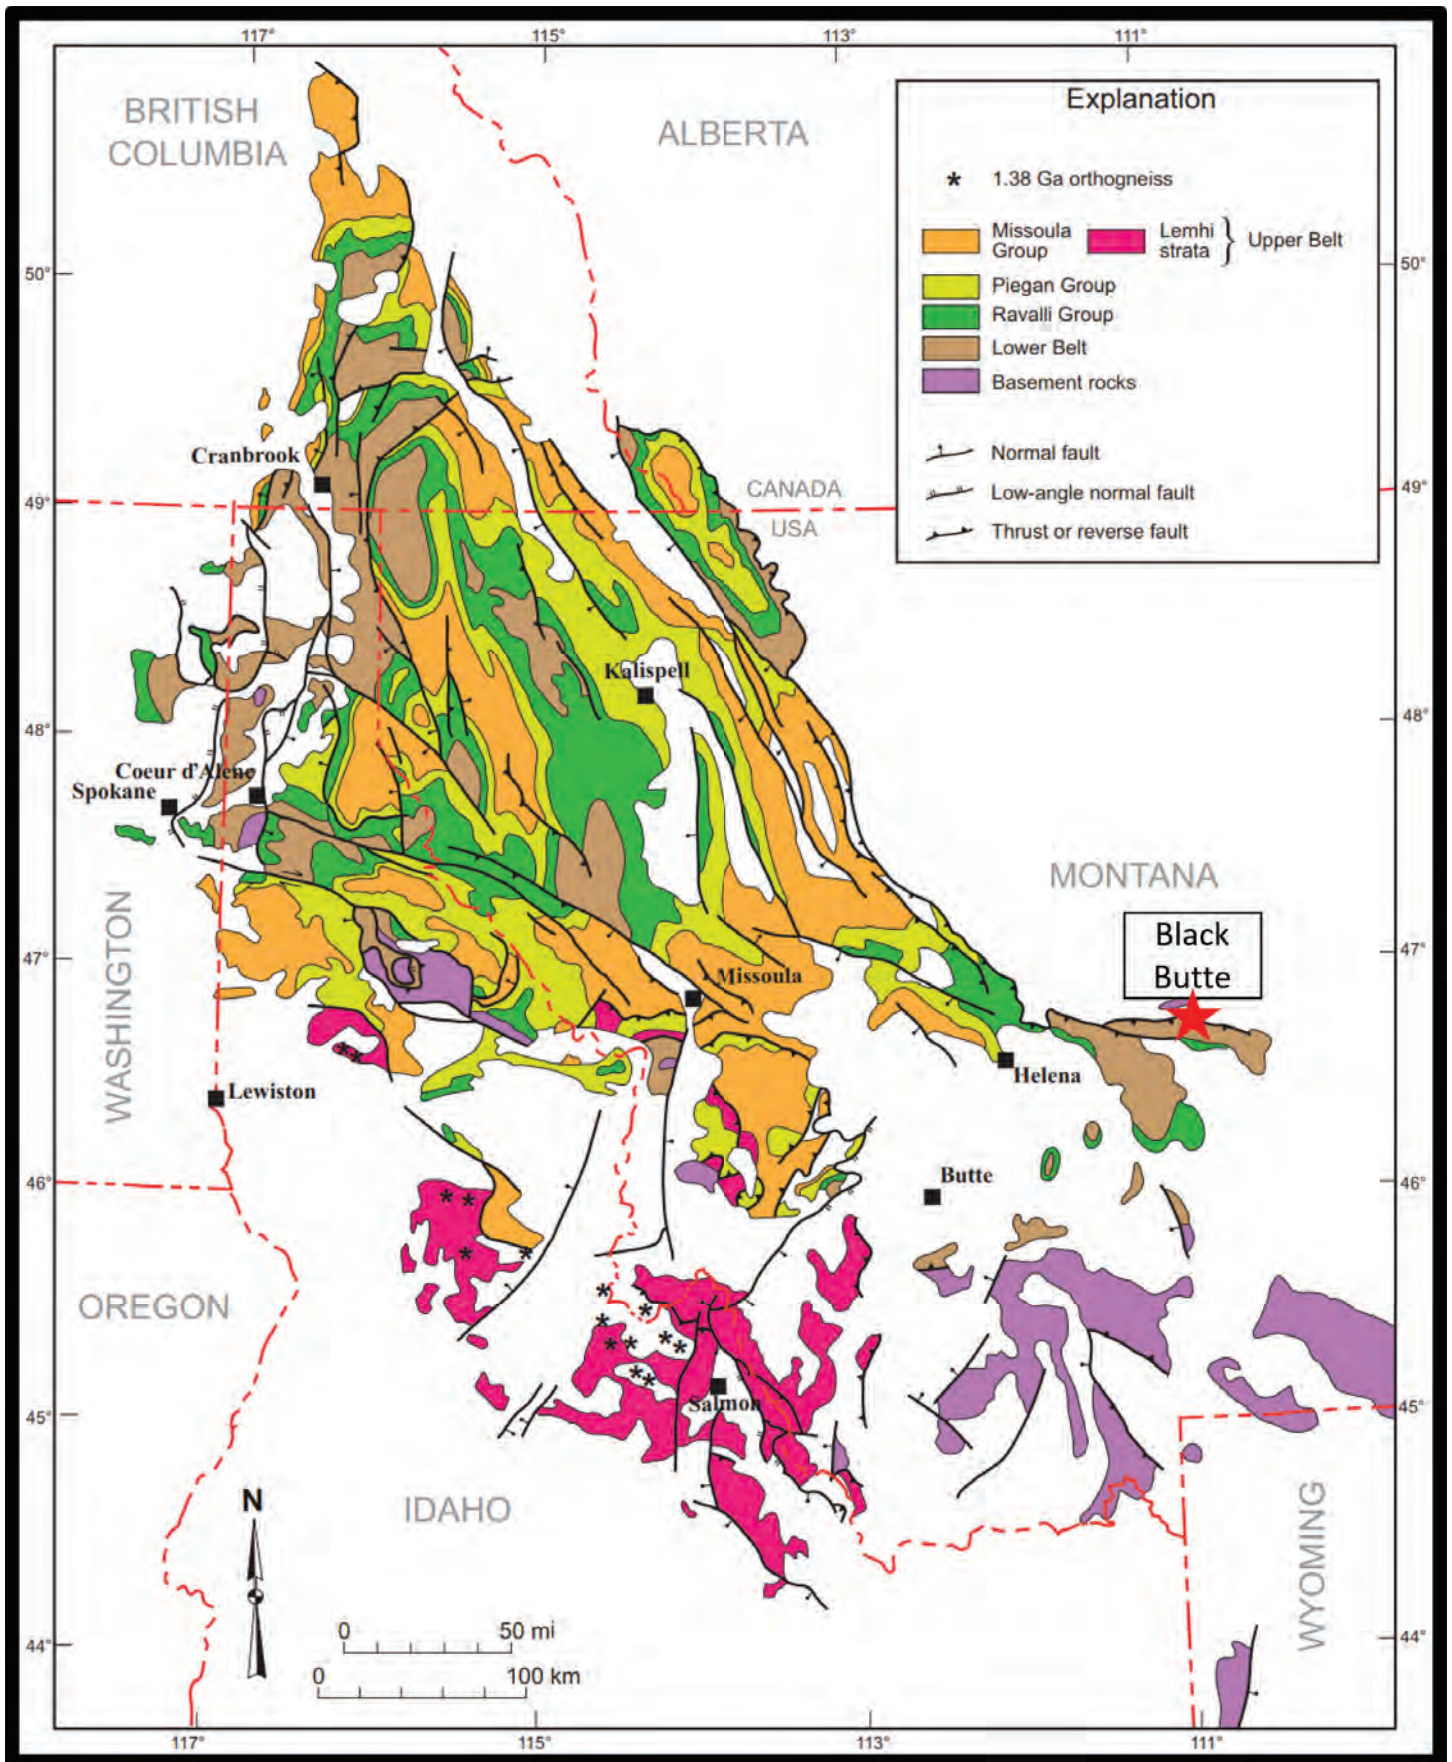 117°
115°
113°
111°
BRITISH
COLUMBIA
ALBERTA
Explanation
* 1.38 Ga orthogneiss
Missoula
Group
Lemhi
strata
} Upper Belt
Piegan Group
Ravalli Group
Lower Belt
Basement rocks
Normal fault
Low-angle normal fault
Thrust or reverse fault
50°
50°
Cranbrook
49°
CANADA
USA
49°
Kalispell
48°
48°
Coeur d'Alene
Spokane
MONTANA
Black
Butte
WASHINGTON
47°
47°
Missoula
Helena
Lewiston
Butte
46°
46°
OREGON
Salmon
45°
45°
N
IDAHO
WYOMING
0 50 mi
0 100 km
44°
44°
117°
115°
113°
111°